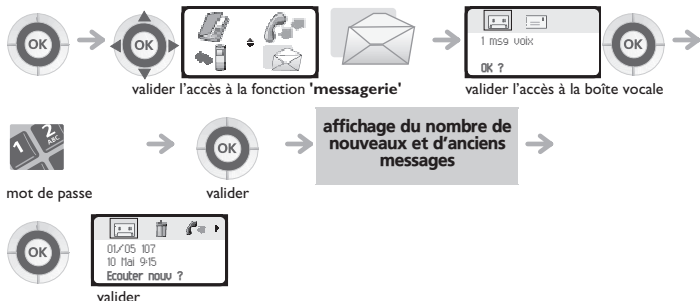 OK
OK
1 msg voix
OK ?
OK
valider l'accès à la fonction 'messagerie'
valider l'accès à la boîte vocale
1 2 ABC
OK
affichage du nombre de
nouveaux et d'anciens
messages
mot de passe
valider
OK
01/05 107
10 Mai 9:15
Ecouter nouv ?
valider